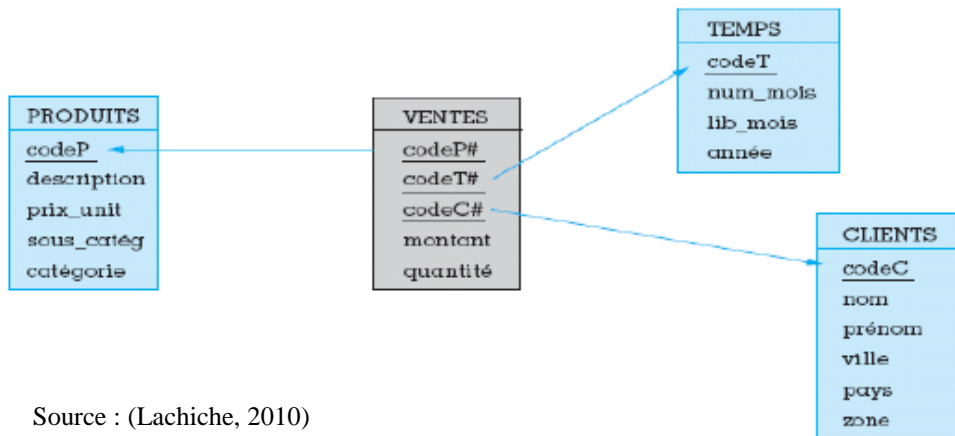 TEMPS
codeT
num_mois
lib_mois
année
PRODUITS
codeP
description
prix_unit
sous_catég
catégorie
VENTES
codeP#
codeT#
codeC#
montant
quantité
CLIENTS
codeC
nom
prénom
ville
pays
zone
Source : (Lachiche, 2010)